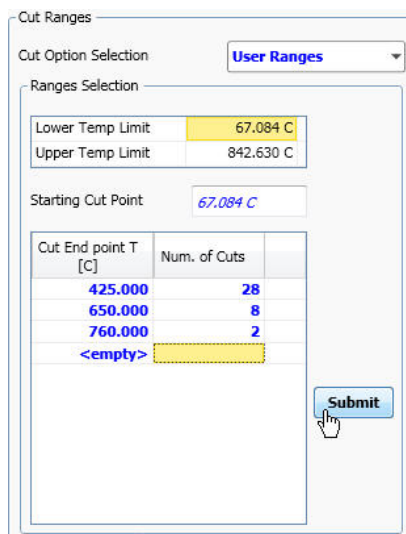 Cut Ranges
Cut Option Selection User Ranges
Ranges Selection
Lower Temp Limit 67.084 C
Upper Temp Limit 842.630 C
Starting Cut Point 67.084 C
Cut End point T [C] Num. of Cuts
425.000 28
650.000 8
760.000 2
<empty>
Submit